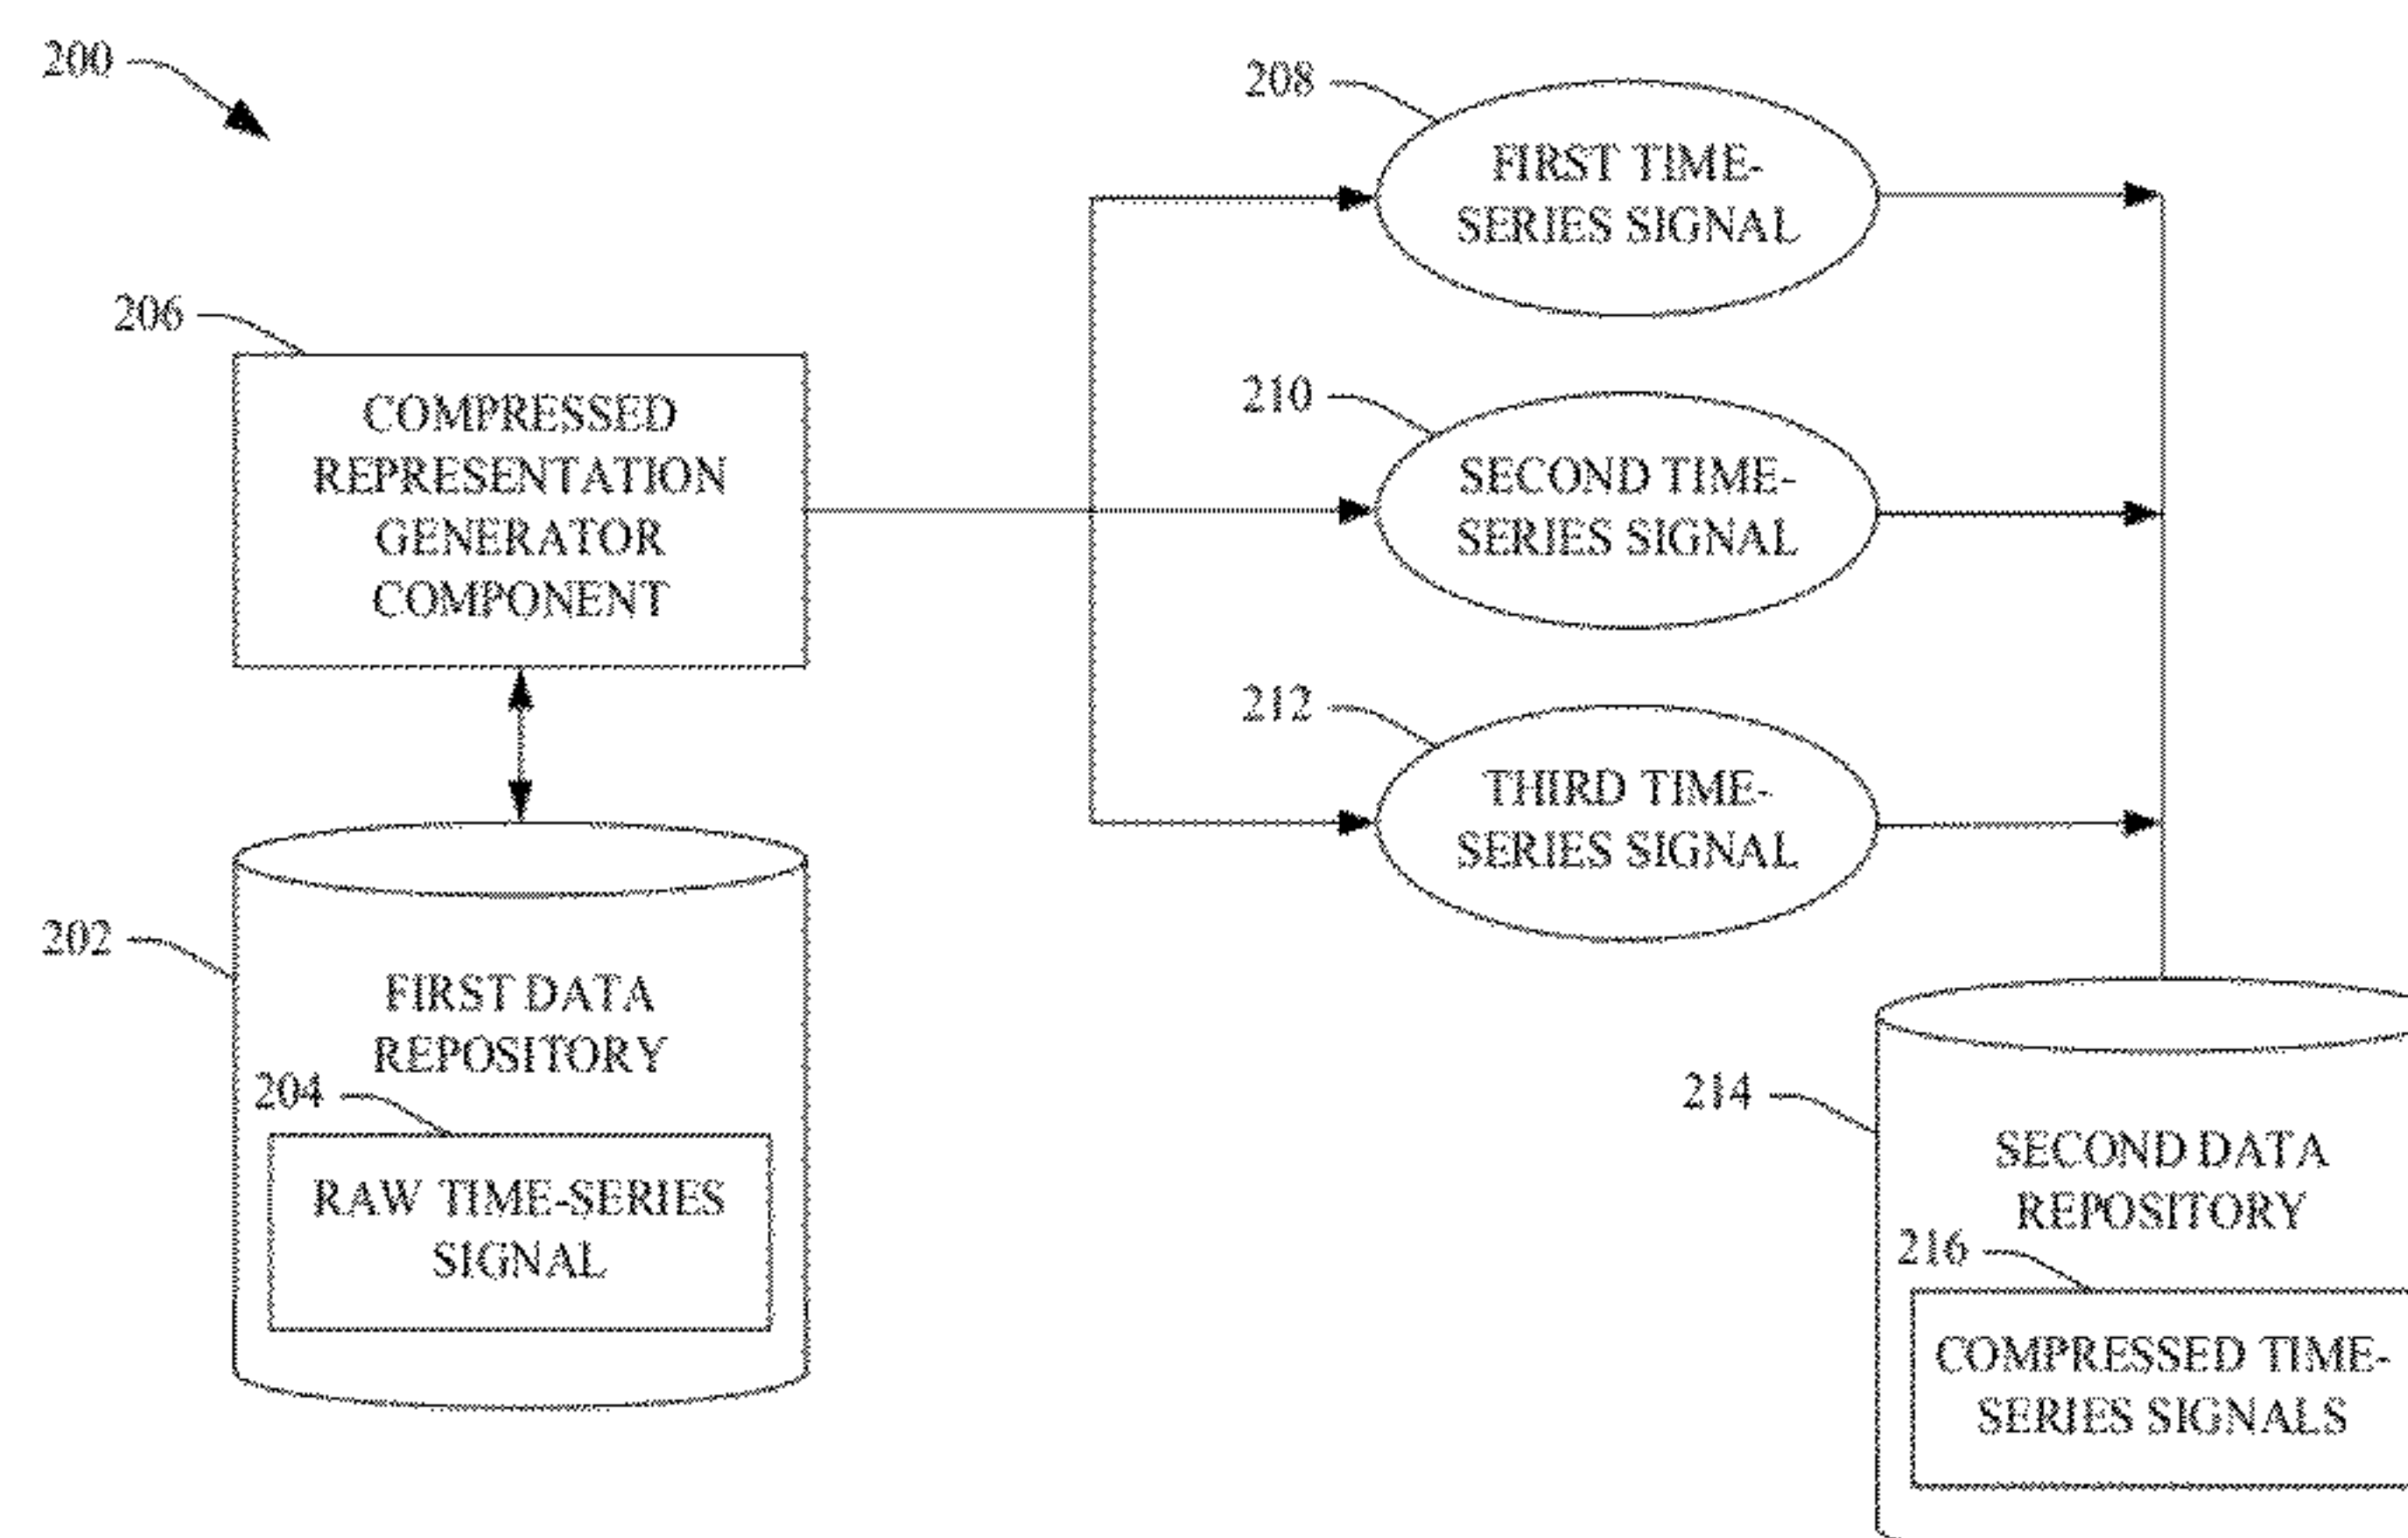 200
208
FIRST TIME-
SERIES SIGNAL
206
COMPRESSED
REPRESENTATION
GENERATOR
COMPONENT
210
SECOND TIME-
SERIES SIGNAL
212
THIRD TIME-
SERIES SIGNAL
202
FIRST DATA
REPOSITORY
204
RAW TIME-SERIES
SIGNAL
214
SECOND DATA
REPOSITORY
216
COMPRESSED TIME-
SERIES SIGNALS